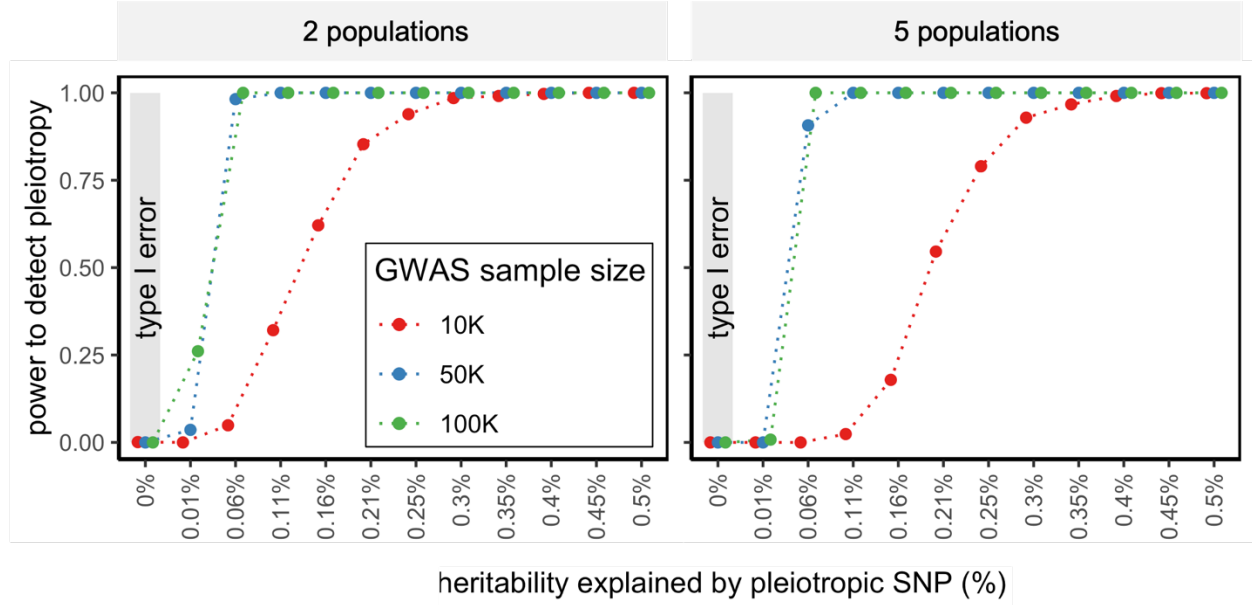 2 populations
5 populations
power to detect pleiotropy
1.00
0.75
0.50
0.25
0.00
type I error
GWAS sample size
10K
50K
100K
0%
0.01%
0.06%
0.11%
0.16%
0.21%
0.25%
0.3%
0.35%
0.4%
0.45%
0.5%
type I error
0%
0.01%
0.06%
0.11%
0.16%
0.21%
0.25%
0.33%
0.35%
0.4%
0.45%
0.5%
heritability explained by pleiotropic SNP (%)